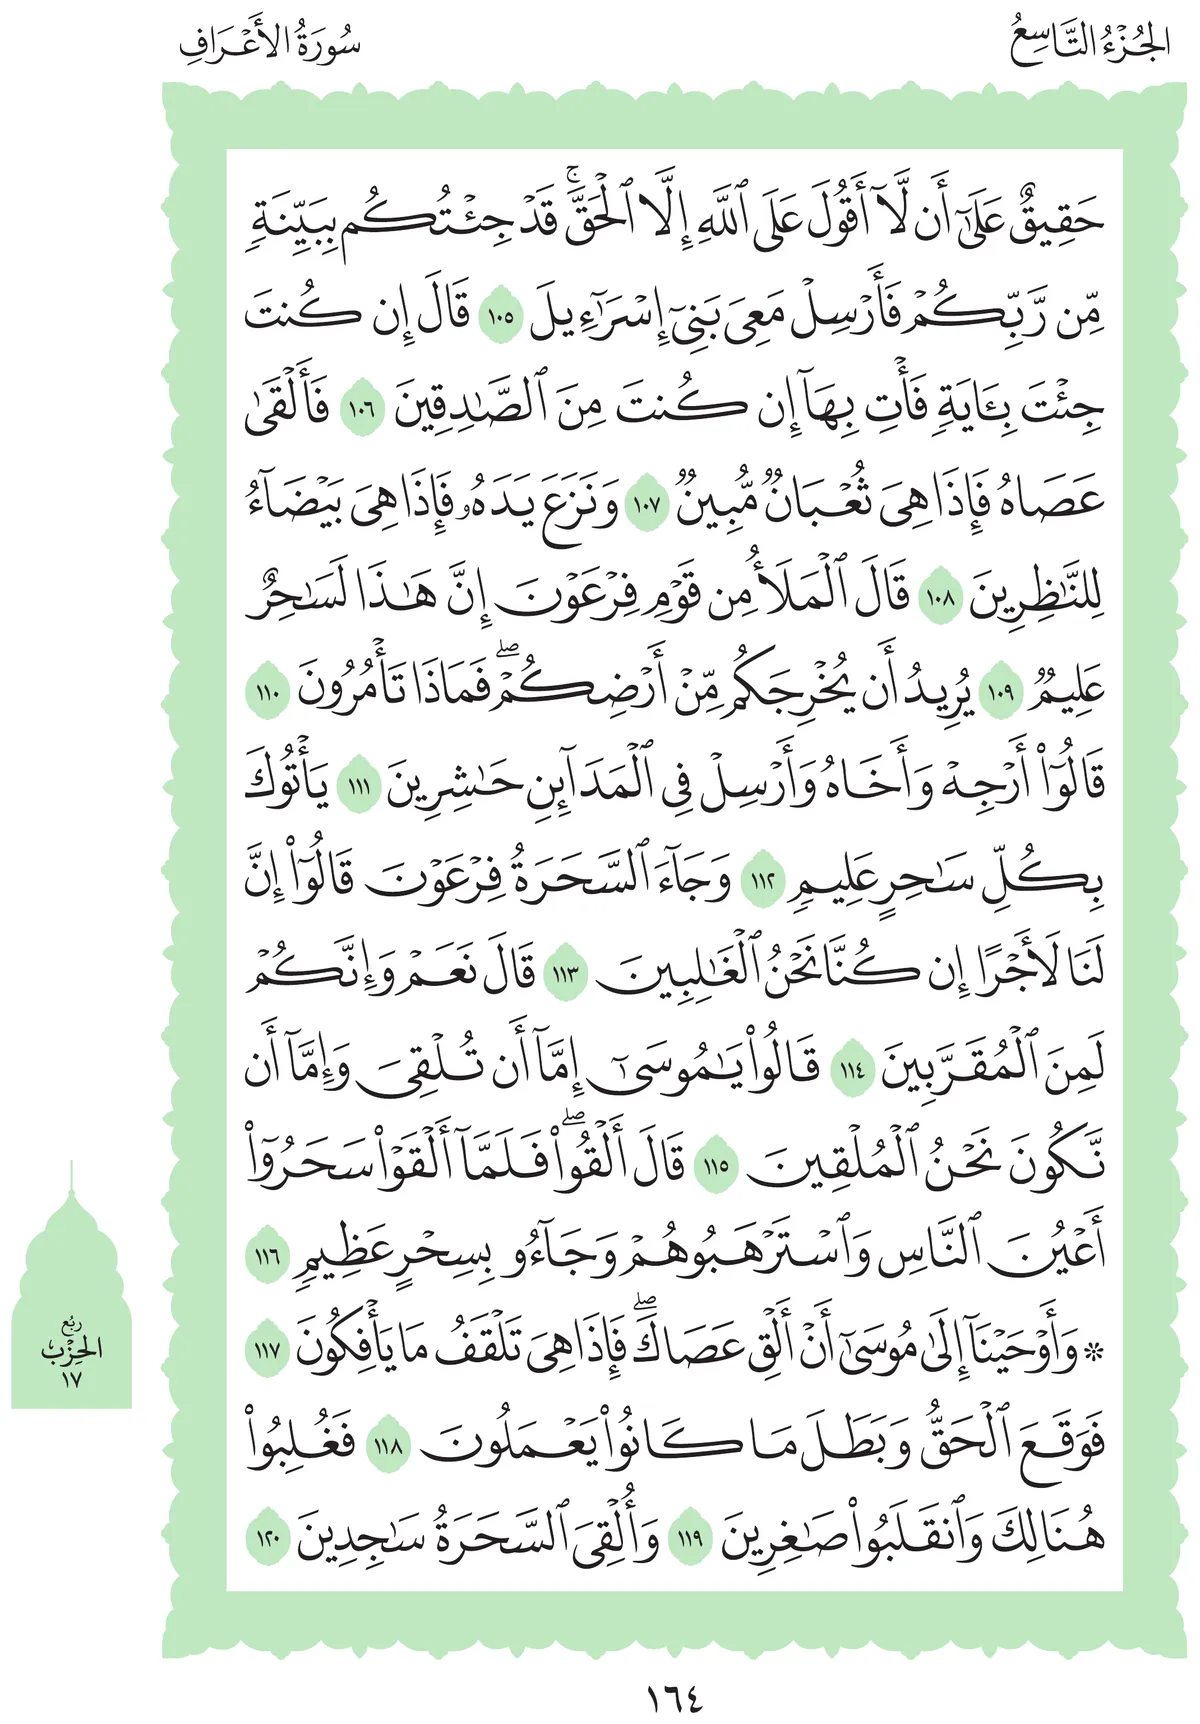 الجُزْءُ التَّاسِعُ
سُورَةُ الأَعْرَافِ
حَقِيقٌ عَلَىٰٓ أَن لَّآ أَقُولَ عَلَى ٱللَّهِ إِلَّا ٱلْحَقَّۚ قَدْ جِئْتُكُم بِبَيِّنَةٖ
مِّن رَّبِّكُمْ فَأَرْسِلْ مَعِيَ بَنِيٓ إِسْرَٰٓءِيلَ ١٠٥ قَالَ إِن كُنتَ
جِئْتَ بِـَٔايَةٖ فَأْتِ بِهَآ إِن كُنتَ مِنَ ٱلصَّٰدِقِينَ ١٠٦ فَأَلْقَىٰ
عَصَاهُ فَإِذَا هِيَ ثُعْبَانٞ مُّبِينٞ ١٠٧ وَنَزَعَ يَدَهُۥ فَإِذَا هِيَ بَيْضَآءُ
لِلنَّٰظِرِينَ ١٠٨ قَالَ ٱلْمَلَأُ مِن قَوْمِ فِرْعَوْنَ إِنَّ هَٰذَا لَسَٰحِرٌ
عَلِيمٞ ١٠٩ يُرِيدُ أَن يُخْرِجَكُم مِّنْ أَرْضِكُمْۖ فَمَاذَا تَأْمُرُونَ ١١٠
قَالُوٓاْ أَرْجِهْ وَأَخَاهُ وَأَرْسِلْ فِي ٱلْمَدَآئِنِ حَٰشِرِينَ ١١١ يَأْتُوكَ
بِكُلِّ سَٰحِرٍ عَلِيمٖ ١١٢ وَجَآءَ ٱلسَّحَرَةُ فِرْعَوْنَ قَالُوٓاْ إِنَّ
لَنَا لَأَجْرًا إِن كُنَّا نَحْنُ ٱلْغَٰلِبِينَ ١١٣ قَالَ نَعَمْ وَإِنَّكُمْ
لَمِنَ ٱلْمُقَرَّبِينَ ١١٤ قَالُواْ يَٰمُوسَىٰٓ إِمَّآ أَن تُلْقِيَ وَإِمَّآ أَن
نَّكُونَ نَحْنُ ٱلْمُلْقِينَ ١١٥ قَالَ أَلْقُواْۖ فَلَمَّآ أَلْقَوْاْ سَحَرُوٓاْ
أَعْيُنَ ٱلنَّاسِ وَٱسْتَرْهَبُوهُمْ وَجَآءُو بِسِحْرٍ عَظِيمٖ ١١٦
۞ وَأَوْحَيْنَآ إِلَىٰ مُوسَىٰٓ أَنْ أَلْقِ عَصَاكَۖ فَإِذَا هِيَ تَلْقَفُ مَا يَأْفِكُونَ ١١٧
فَوَقَعَ ٱلْحَقُّ وَبَطَلَ مَا كَانُواْ يَعْمَلُونَ ١١٨ فَغُلِبُواْ
هُنَالِكَ وَٱنقَلَبُواْ صَٰغِرِينَ ١١٩ وَأُلْقِيَ ٱلسَّحَرَةُ سَٰجِدِينَ ١٢٠
رُبْع
الحِزْب
١٧
١٦٤